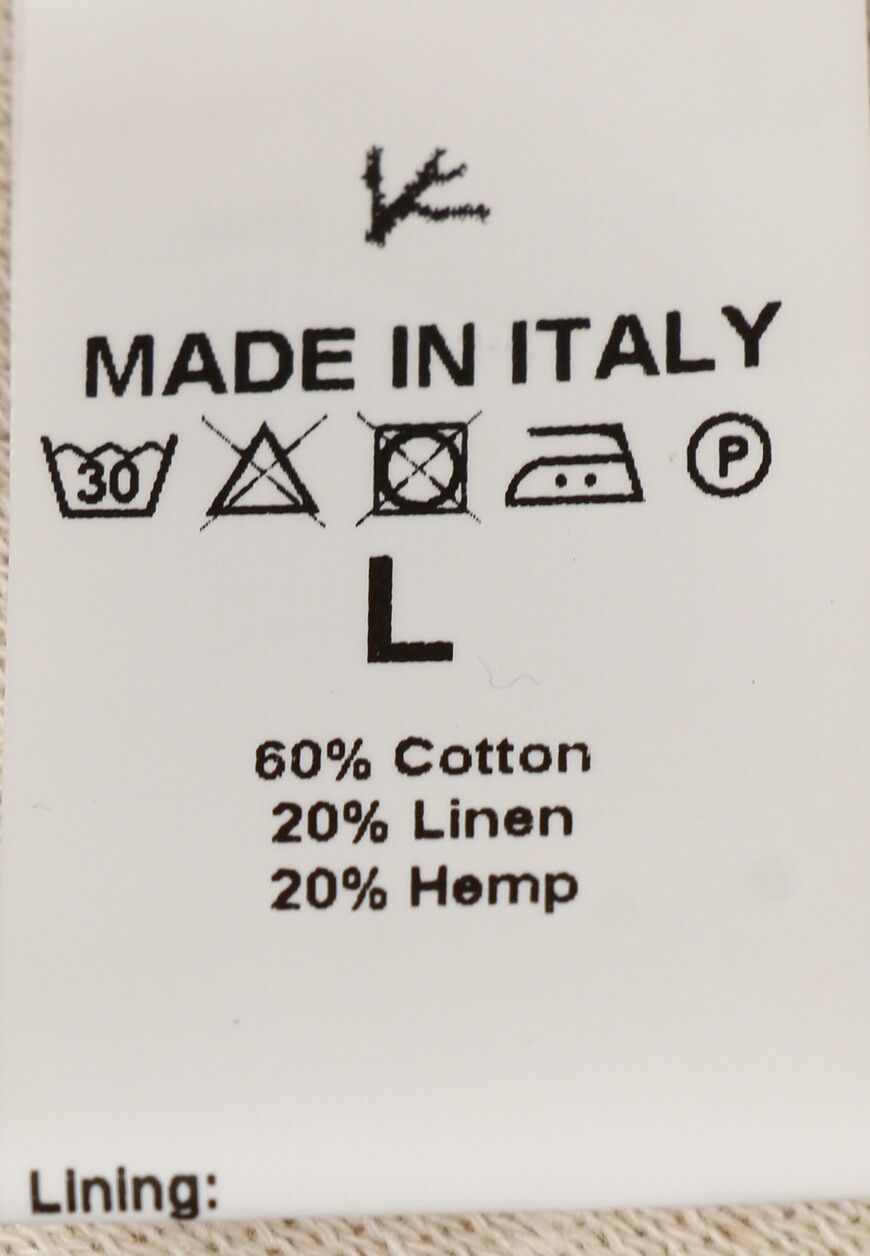 MADE IN ITALY
30 P
L
60% Cotton
20% Linen
20% Hemp
Lining: